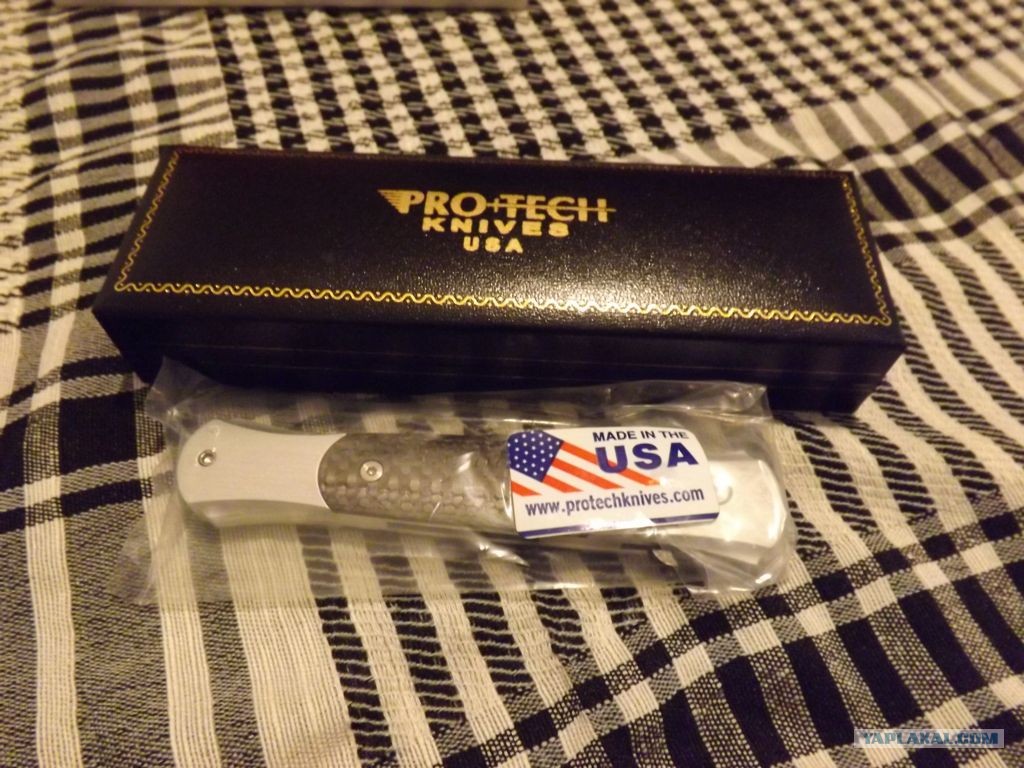 PRO-TECH
KNIVES
USA
MADE IN THE
USA
www.protechknives.com
YAPLAKAL.COM